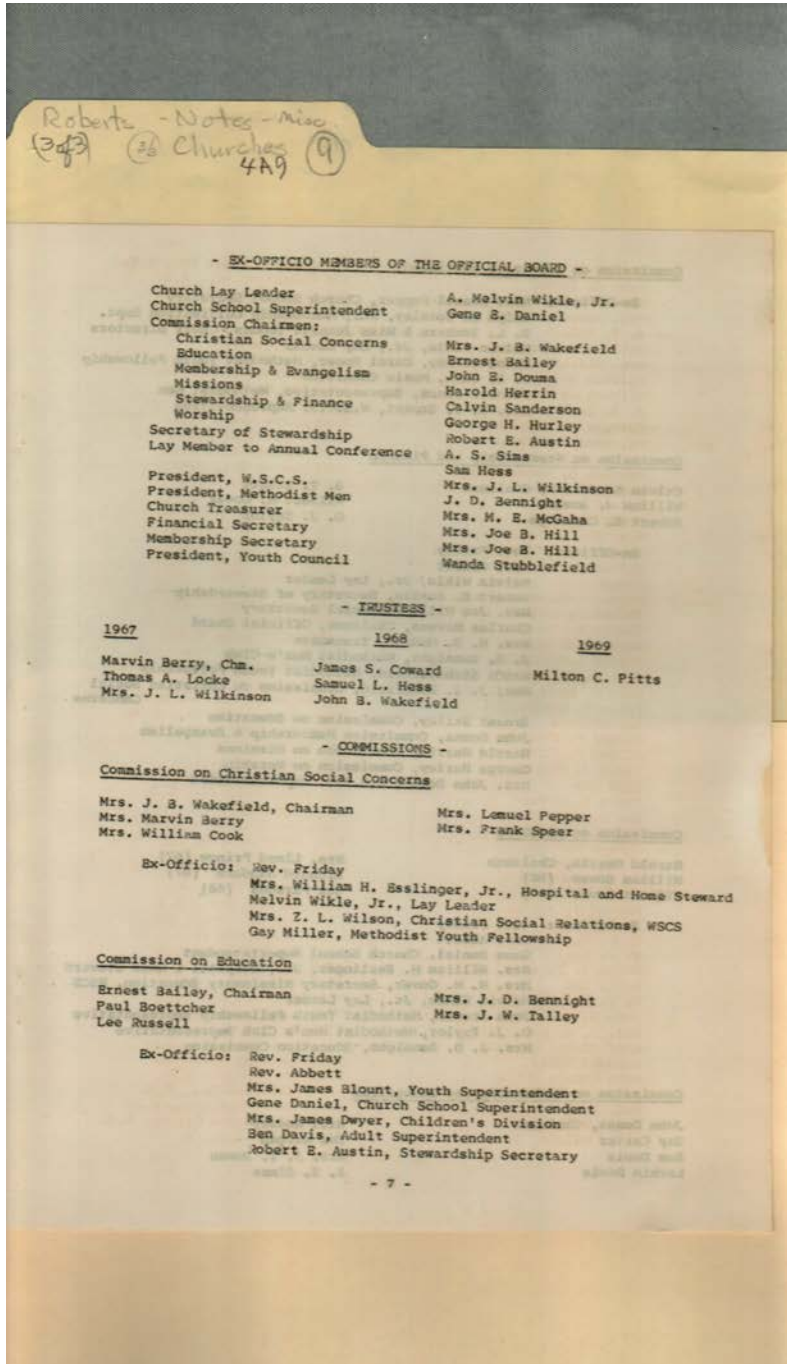 Roberts - Notes - Misc
(3 of 3) Churches 9
4A9
- EX-OFFICIO MEMBERS OF THE OFFICIAL BOARD -
Church Lay Leader A. Melvin Wikle, Jr.
Church School Superintendent Gene E. Daniel
Commission Chairmen:
Christian Social Concerns Mrs. J. B. Wakefield
Education Ernest Bailey
Membership & Evangelism John E. Douma
Missions Harold Herrin
Stewardship & Finance Calvin Sanderson
Worship George H. Hurley
Secretary of Stewardship Robert E. Austin
Lay Member to Annual Conference A. S. Sims
Sam Hess
President, W.S.C.S. Mrs. J. L. Wilkinson
President, Methodist Men J. D. Bennight
Church Treasurer Mrs. M. E. McGaha
Financial Secretary Mrs. Joe B. Hill
Membership Secretary Mrs. Joe B. Hill
President, Youth Council Wanda Stubblefield
- TRUSTEES -
1967 1968 1969
Marvin Berry, Chm. James S. Coward Milton C. Pitts
Thomas A. Locke Samuel L. Hess
Mrs. J. L. Wilkinson John B. Wakefield
- COMMISSIONS -
Commission on Christian Social Concerns
Mrs. J. B. Wakefield, Chairman Mrs. Lemuel Pepper
Mrs. Marvin Berry Mrs. Frank Speer
Mrs. William Cook
Ex-Officio: Rev. Friday
Mrs. William H. Esslinger, Jr., Hospital and Home Steward
Melvin Wikle, Jr., Lay Leader
Mrs. Z. L. Wilson, Christian Social Relations, WSCS
Gay Miller, Methodist Youth Fellowship
Commission on Education
Ernest Bailey, Chairman Mrs. J. D. Bennight
Paul Boettcher Mrs. J. W. Talley
Lee Russell
Ex-Officio: Rev. Friday
Rev. Abbett
Mrs. James Blount, Youth Superintendent
Gene Daniel, Church School Superintendent
Mrs. James Dwyer, Children's Division
Ben Davis, Adult Superintendent
Robert E. Austin, Stewardship Secretary
- 7 -